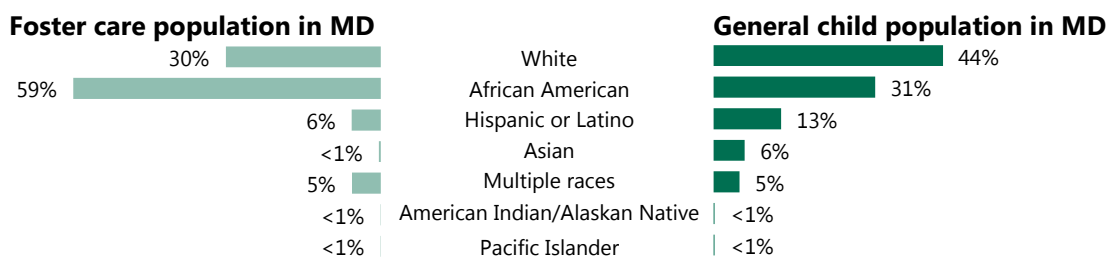 Foster care population in MD General child population in MD
30% White 44%
59% African American 31%
6% Hispanic or Latino 13%
<1% Asian 6%
5% Multiple races 5%
<1% American Indian/Alaskan Native <1%
<1% Pacific Islander <1%